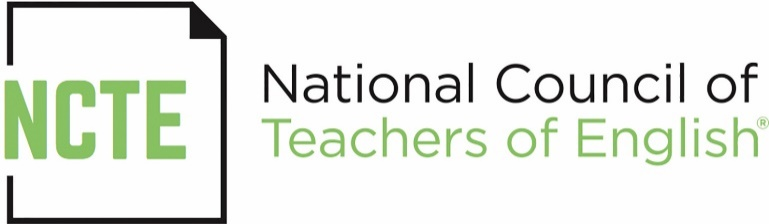 NCTE
National Council of
Teachers of English®